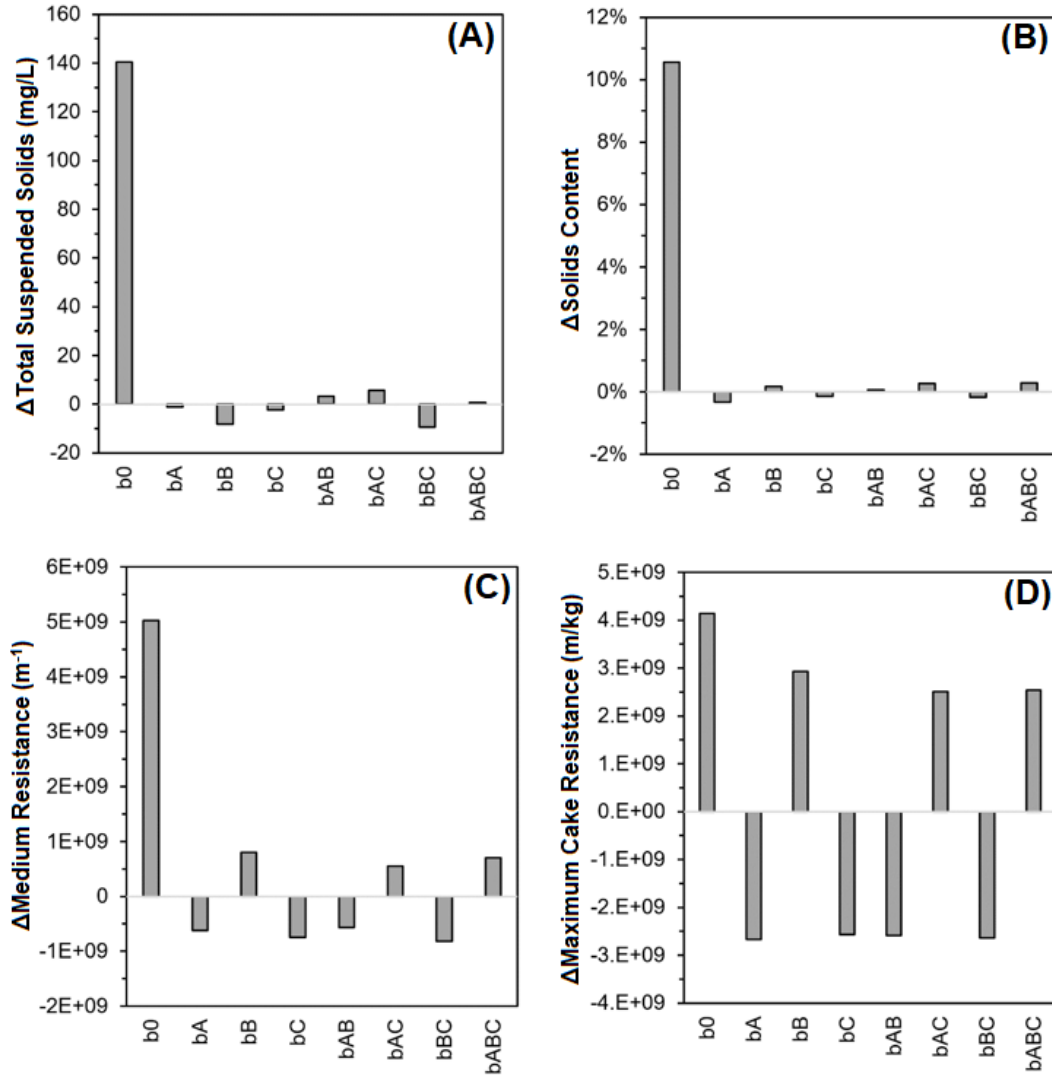 (A)
ΔTotal Suspended Solids (mg/L)
160
140
120
100
80
60
40
20
0
-20
b0 bA bB bC bAB bAC bBC bABC
(B)
ΔSolids Content
12%
10%
8%
6%
4%
2%
0%
-2%
b0 bA bB bC bAB bAC bBC bABC
(C)
ΔMedium Resistance (m-1)
6E+09
5E+09
4E+09
3E+09
2E+09
1E+09
0
-1E+09
-2E+09
b0 bA bB bC bAB bAC bBC bABC
(D)
ΔMaximum Cake Resistance (m/kg)
5.E+09
4.E+09
3.E+09
2.E+09
1.E+09
0.E+00
-1.E+09
-2.E+09
-3.E+09
-4.E+09
b0 bA bB bC bAB bAC bBC bABC